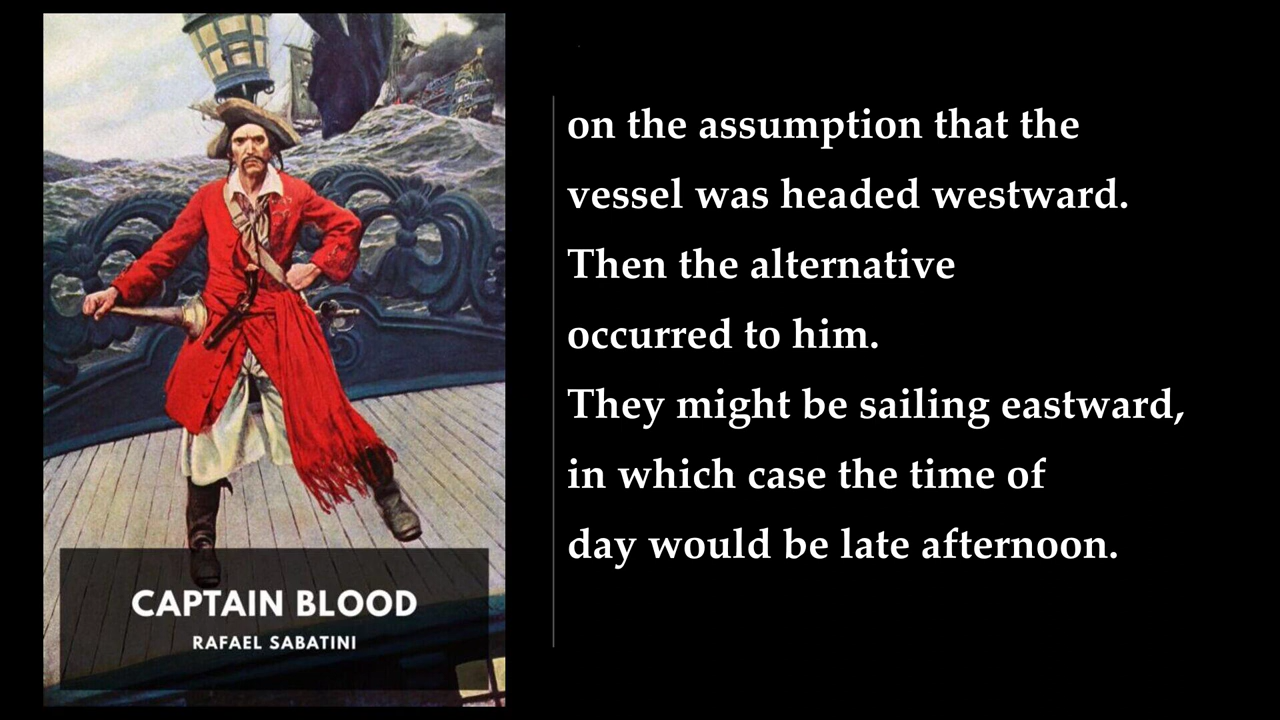 on the assumption that the
vessel was headed westward.
Then the alternative
occurred to him.
They might be sailing eastward,
in which case the time of
day would be late afternoon.
CAPTAIN BLOOD
RAFAEL SABATINI